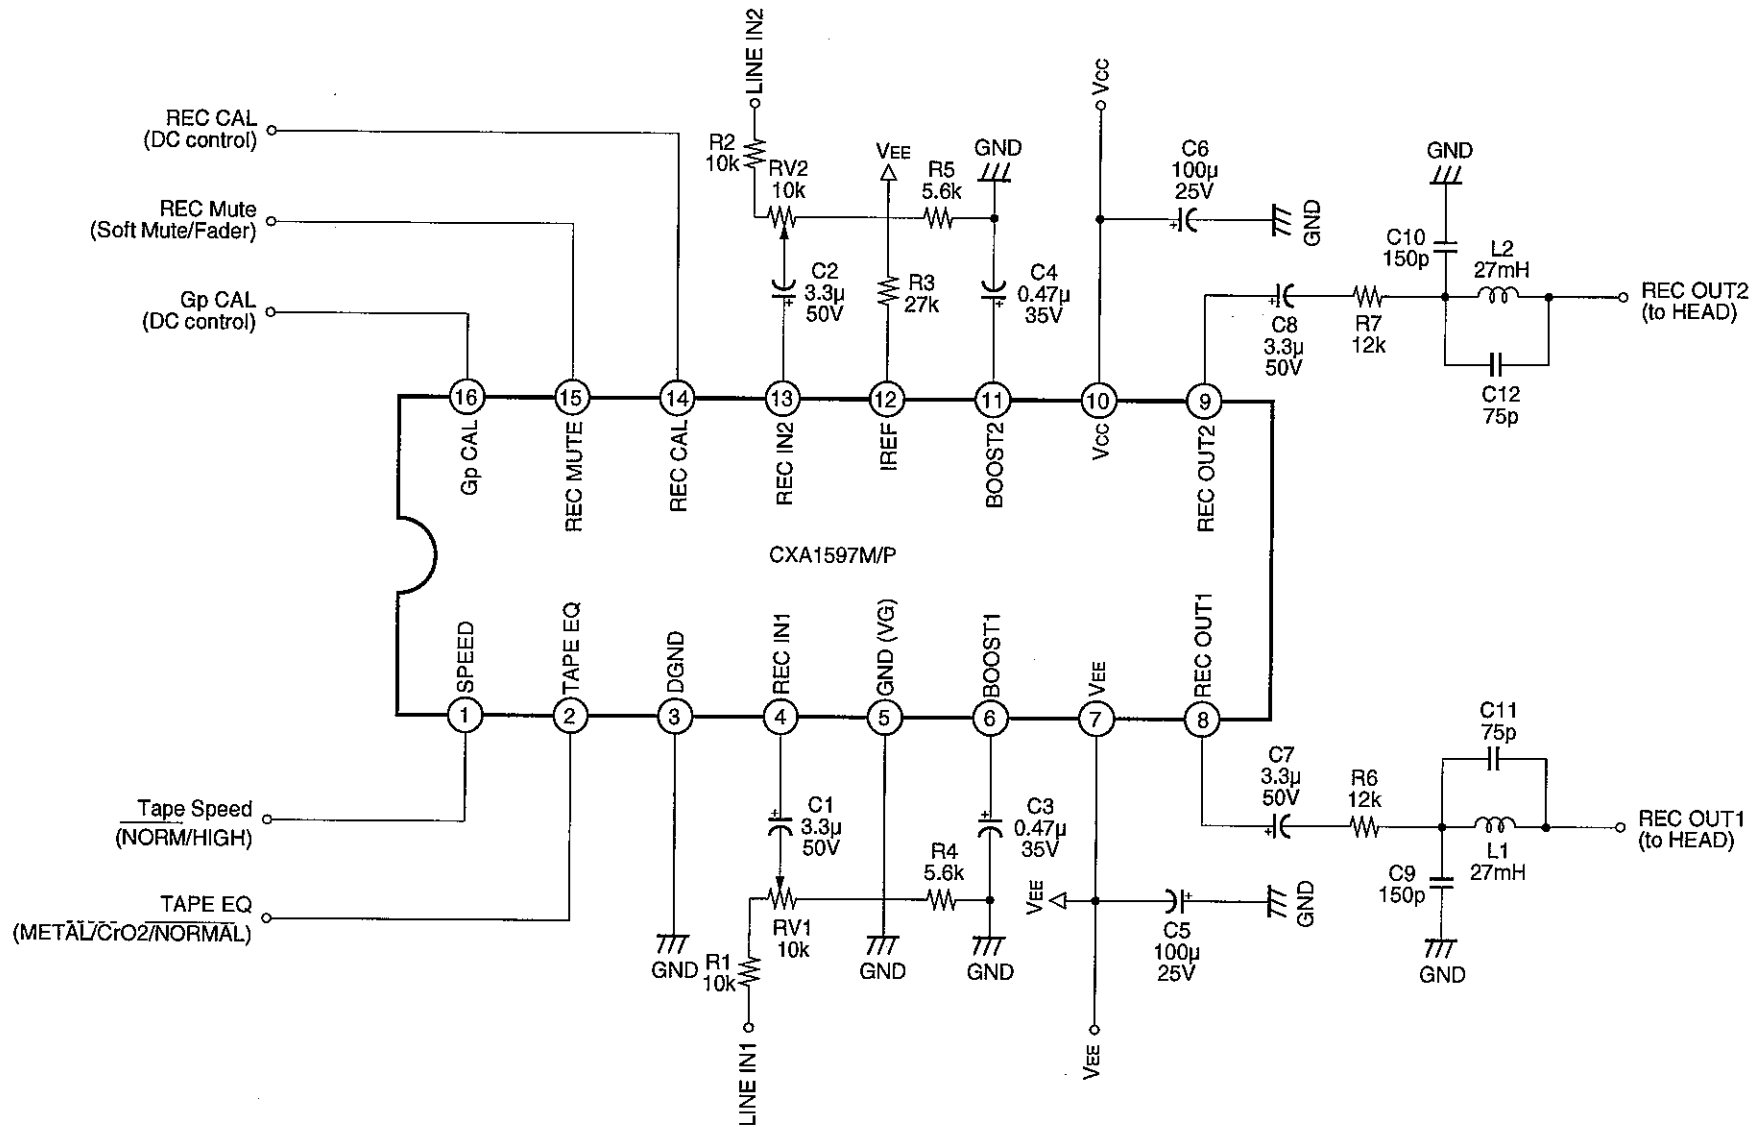 LINE IN2
VCC
REC CAL
(DC control)
R2
10k
RV2
10k
VEE
R5
5.6k
GND
C6
100µ
25V
GND
GND
REC Mute
(Soft Mute/Fader)
C10
150p
L2
27mH
C2
3.3µ
50V
R3
27k
C4
0.47µ
35V
REC OUT2
(to HEAD)
Gp CAL
(DC control)
C8
3.3µ
50V
R7
12k
C12
75p
16
15
14
13
12
11
10
9
Gp CAL
REC MUTE
REC CAL
REC IN2
IREF
BOOST2
VCC
REC OUT2
CXA1597M/P
SPEED
TAPE EQ
DGND
REC IN1
GND (VG)
BOOST1
VEE
REC OUT1
1
2
3
4
5
6
7
8
C11
75p
C7
3.3µ
50V
R6
12k
Tape Speed
(NORM/HIGH)
C1
3.3µ
50V
C3
0.47µ
35V
R4
5.6k
REC OUT1
(to HEAD)
L1
27mH
C9
150p
VEE
GND
TAPE EQ
(METAL/CrO2/NORMAL)
RV1
10k
C5
100µ
25V
GND
R1
10k
GND
GND
GND
LINE IN1
VEE